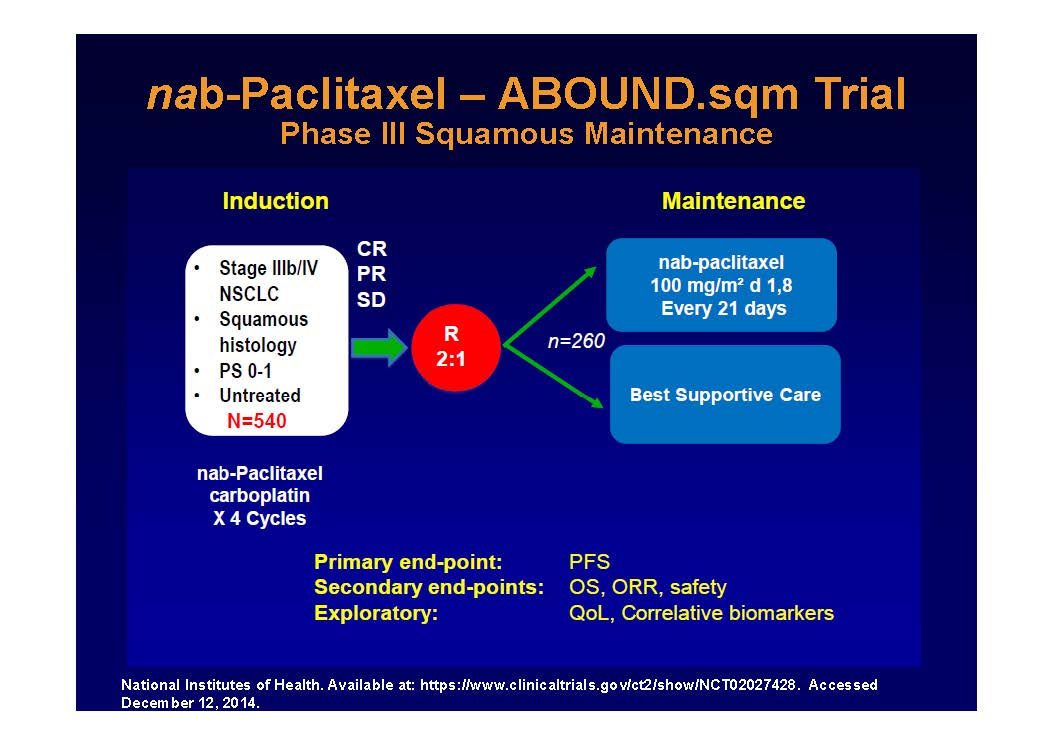 nab-Paclitaxel – ABOUND.sqm Trial
Phase III Squamous Maintenance
Induction
Maintenance
• Stage IIIb/IV
NSCLC
• Squamous
histology
• PS 0-1
• Untreated
N=540
CR
PR
SD
R
2:1
n=260
nab-paclitaxel
100 mg/m² d 1,8
Every 21 days
Best Supportive Care
nab-Paclitaxel
carboplatin
X 4 Cycles
Primary end-point: PFS
Secondary end-points: OS, ORR, safety
Exploratory: QoL, Correlative biomarkers
National Institutes of Health. Available at: https://www.clinicaltrials.gov/ct2/show/NCT02027428. Accessed
December 12, 2014.